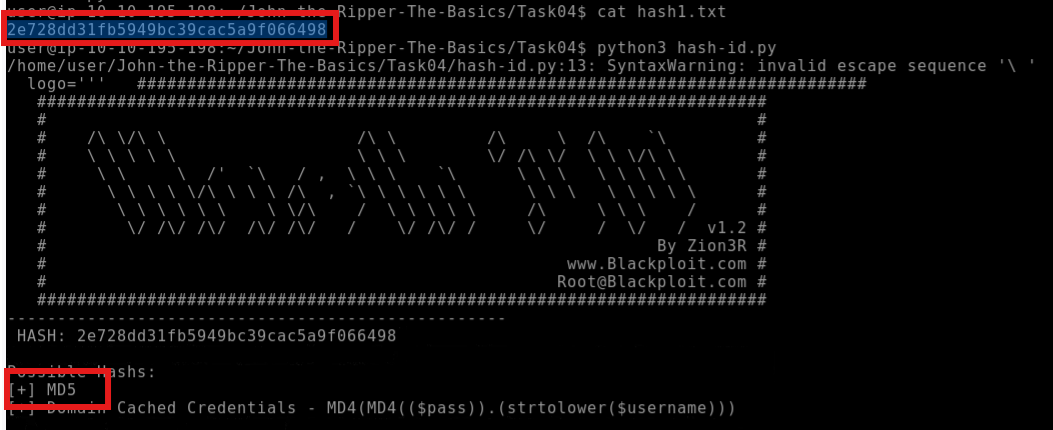 user@ip-10-10-195-198:~/John-the-Ripper-The-Basics/Task04$ cat hash1.txt
2e728dd31fb5949bc39cac5a9f066498
user@ip-10-10-195-198:~/John-the-Ripper-The-Basics/Task04$ python3 hash-id.py
/home/user/John-the-Ripper-The-Basics/Task04/hash-id.py:13: SyntaxWarning: invalid escape sequence '\ '
logo=''' #########################################################################
#########################################################################
v1.2 #
By Zion3R #
www.Blackploit.com #
Root@Blackploit.com #
#########################################################################
--------------------------------------------------
HASH: 2e728dd31fb5949bc39cac5a9f066498
Possible Hashs:
[+] MD5
[+] Domain Cached Credentials - MD4(MD4(($pass)).(strtolower($username)))